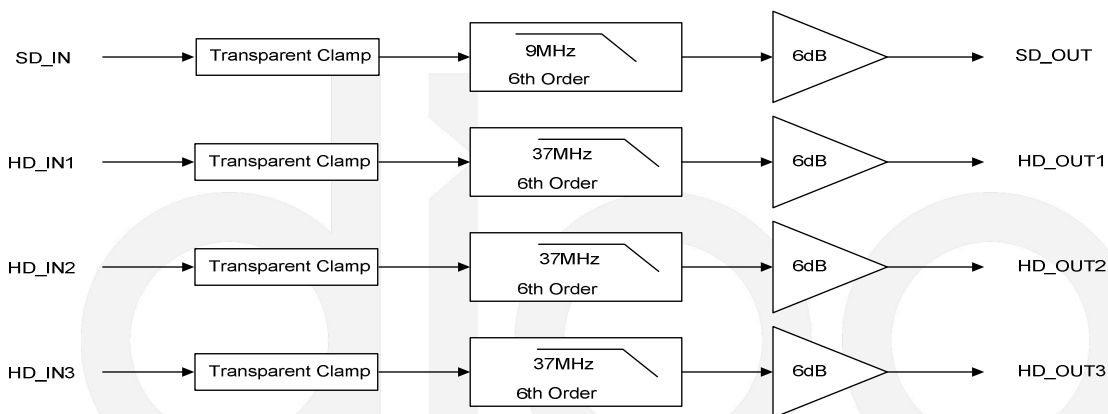 SD_IN
Transparent Clamp
9MHz
6th Order
6dB
SD_OUT
HD_IN1
Transparent Clamp
37MHz
6th Order
6dB
HD_OUT1
HD_IN2
Transparent Clamp
37MHz
6th Order
6dB
HD_OUT2
HD_IN3
Transparent Clamp
37MHz
6th Order
6dB
HD_OUT3